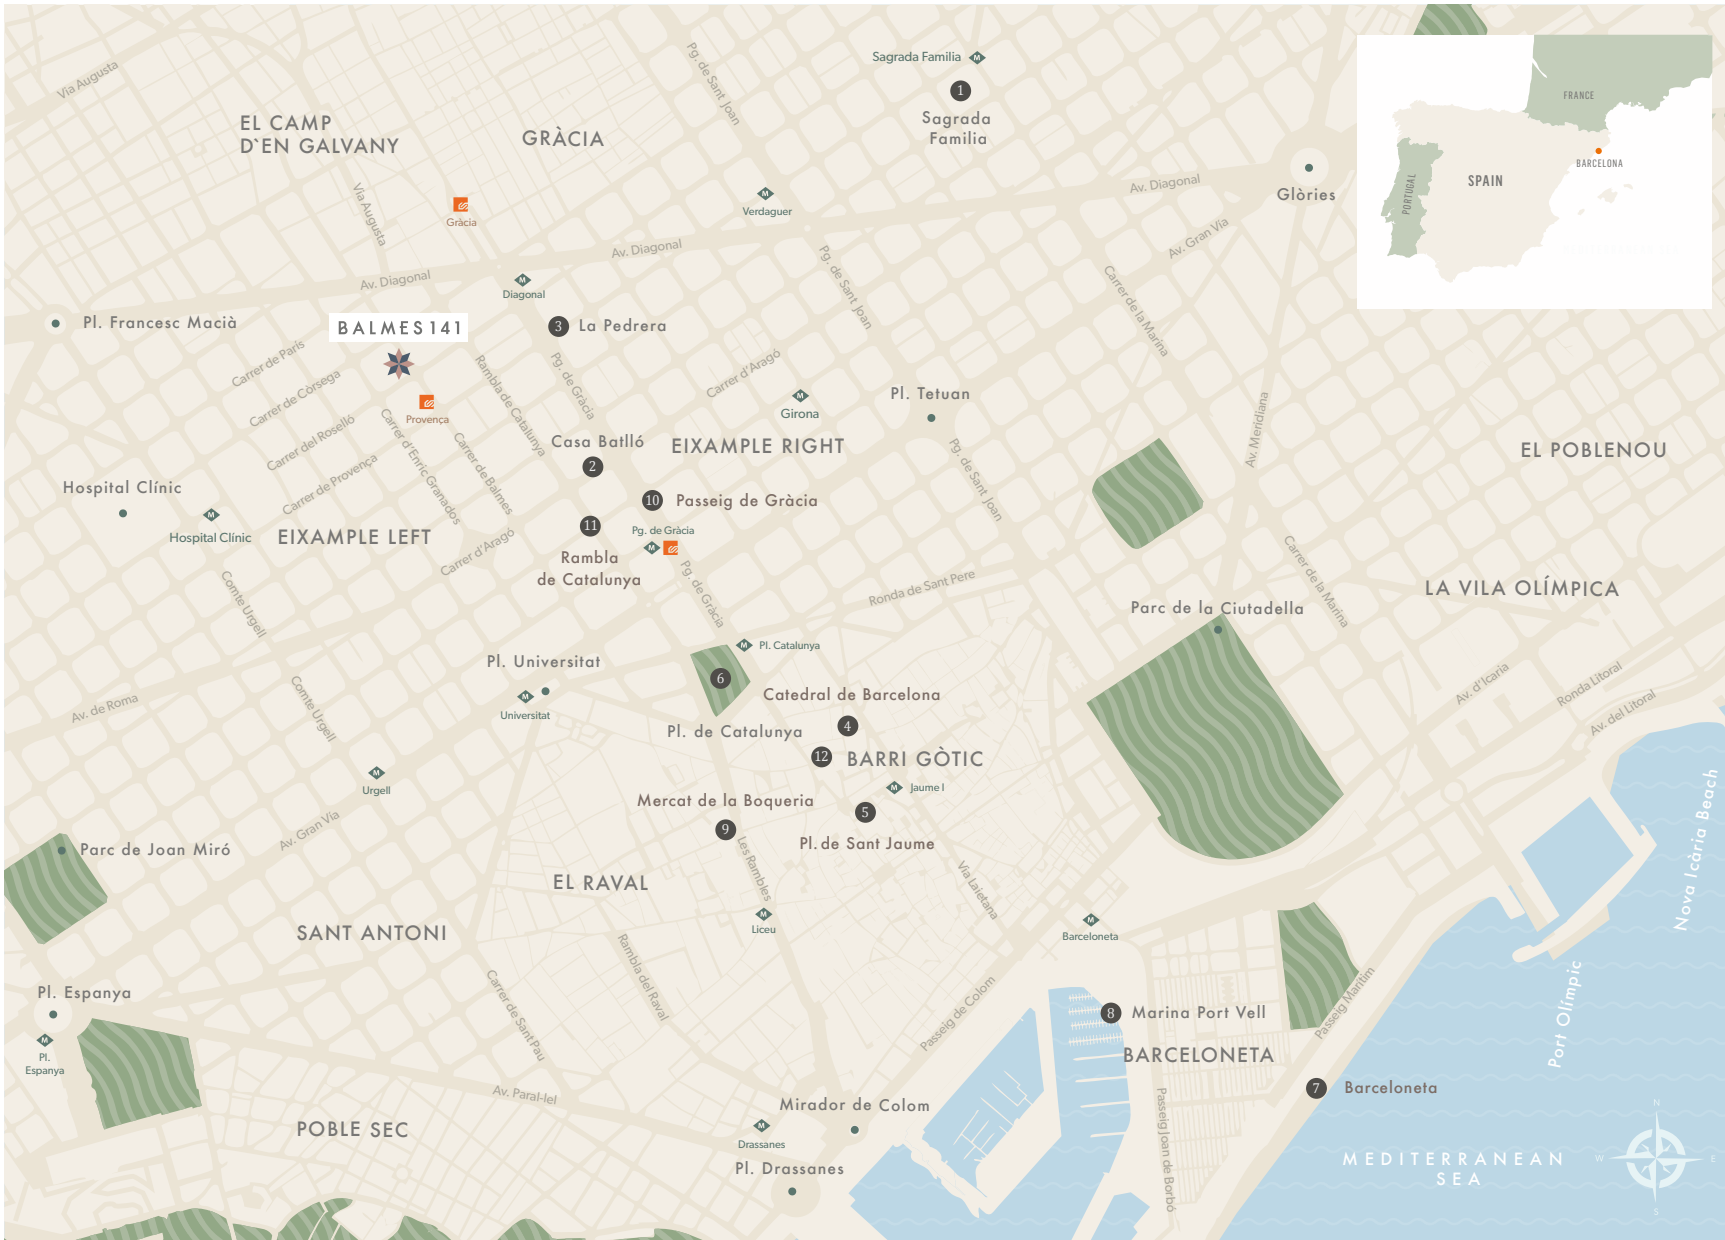 Via Augusta
Pg. de Sant Joan
Sagrada Familia
M
1
Sagrada
Familia
EL CAMP
D`EN GALVANY
GRÀCIA
FRANCE
BARCELONA
SPAIN
PORTUGAL
Via Augusta
Gràcia
M
Verdaguer
Av. Diagonal
Glòries
Av. Diagonal
Av. Gran Via
Av. Diagonal
Pg. de Sant Joan
Carrer de la Marina
M
Diagonal
Pl. Francesc Macià
BALMES141
3
La Pedrera
Carrer de París
Carrer de Còrsega
Carrer del Roselló
Carrer de Provença
Provença
Carrer d'Enric Granados
Carrer de Balmes
Rambla de Catalunya
Pg. de Gràcia
Carrer d'Aragó
M
Girona
Pl. Tetuan
Av. Meridiana
Casa Batlló
2
EIXAMPLE RIGHT
Pg. de Sant Joan
EL POBLENOU
Hospital Clínic
M
Hospital Clínic
EIXAMPLE LEFT
10
Passeig de Gràcia
11
Rambla
de Catalunya
Pg. de Gràcia
M
Carrer d'Aragó
Pg. de Gràcia
Ronda de Sant Pere
Carrer de la Marina
LA VILA OLÍMPICA
Comte Urgell
Parc de la Ciutadella
M
Pl. Catalunya
Pl. Universitat
M
Universitat
6
Pl. de Catalunya
Catedral de Barcelona
4
12
BARRI GÒTIC
Av. de Roma
Comte Urgell
Av. d'Icaria
Ronda Litoral
Av. del Litoral
M
Urgell
M
Jaume I
Mercat de la Boqueria
9
5
Pl. de Sant Jaume
Av. Gran Via
Parc de Joan Miró
Nova Icària Beach
Les Rambles
EL RAVAL
Via Laietana
M
Liceu
M
Barceloneta
SANT ANTONI
Rambla del Raval
Carrer de Sant Pau
Passeig de Colom
Passeig Marítim
Port Olímpic
Pl. Espanya
M
Pl.
Espanya
8
Marina Port Vell
BARCELONETA
7
Barceloneta
Av. Paral·lel
Mirador de Colom
POBLE SEC
M
Drassanes
Pl. Drassanes
Passeig Joan de Borbó
MEDITERRANEAN
SEA
N
W
E
S